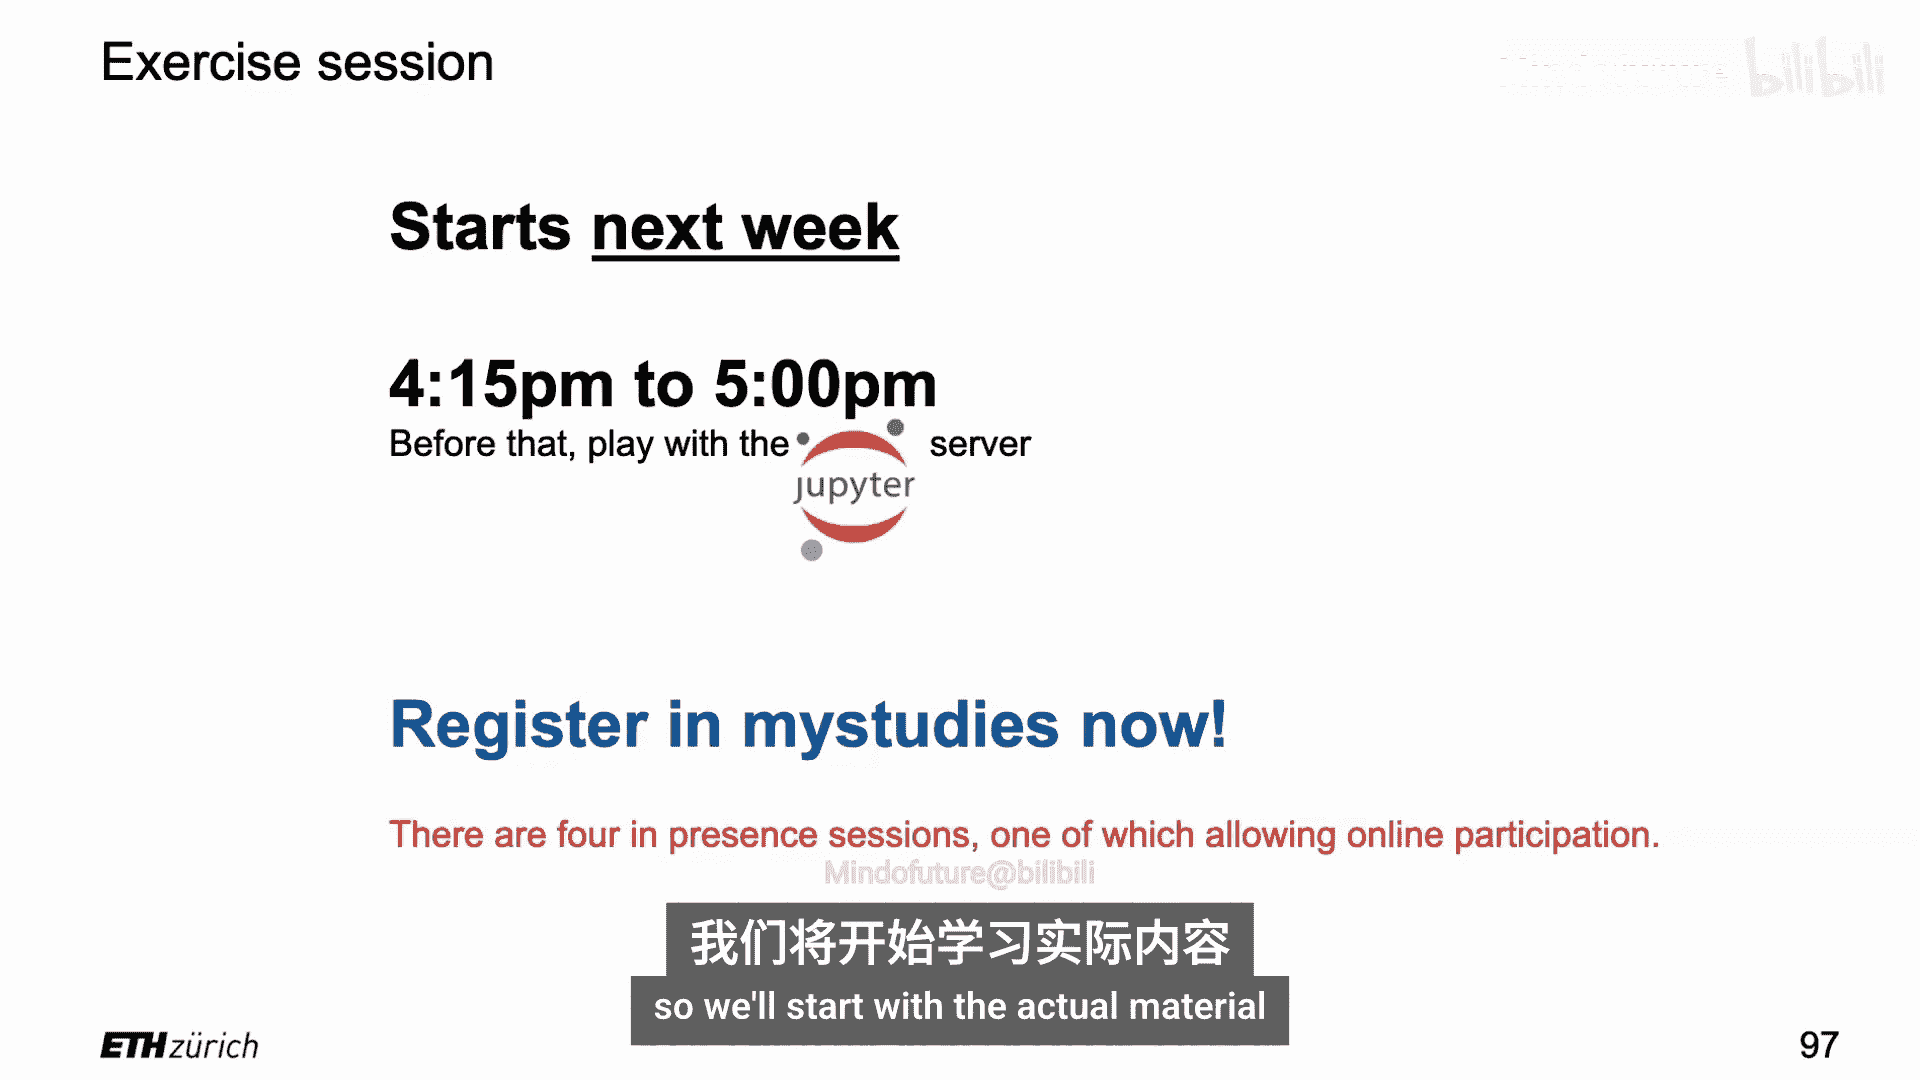 Exercise session
bilibili
Starts next week
4:15pm to 5:00pm
Before that, play with the jupyter server
Register in mystudies now!
There are four in presence sessions, one of which allowing online participation.
Mindofuture@bilibili
我们将开始学习实际内容
so we'll start with the actual material
ETH zürich
97